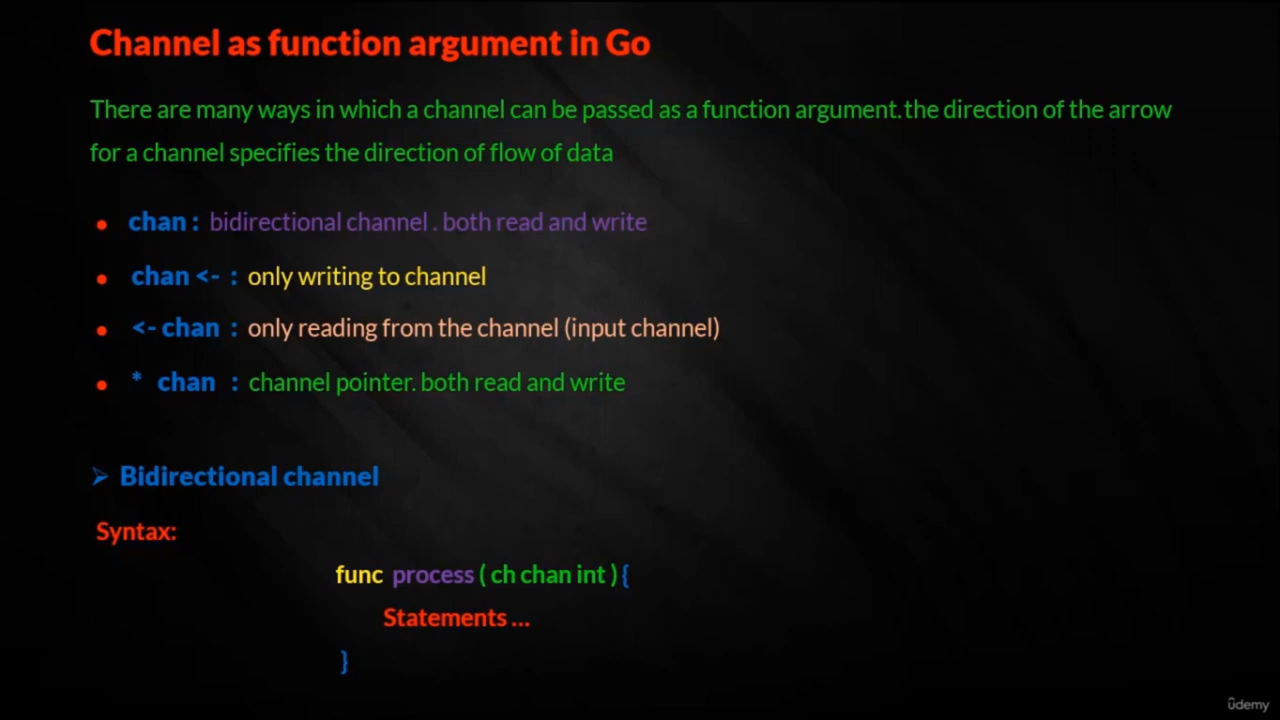 Channel as function argument in Go
There are many ways in which a channel can be passed as a function argument.the direction of the arrow
for a channel specifies the direction of flow of data
• chan : bidirectional channel . both read and write
• chan <- : only writing to channel
• <- chan : only reading from the channel (input channel)
• * chan : channel pointer. both read and write
➢ Bidirectional channel
Syntax:
func process ( ch chan int ) {
Statements ...
}
ûdemy